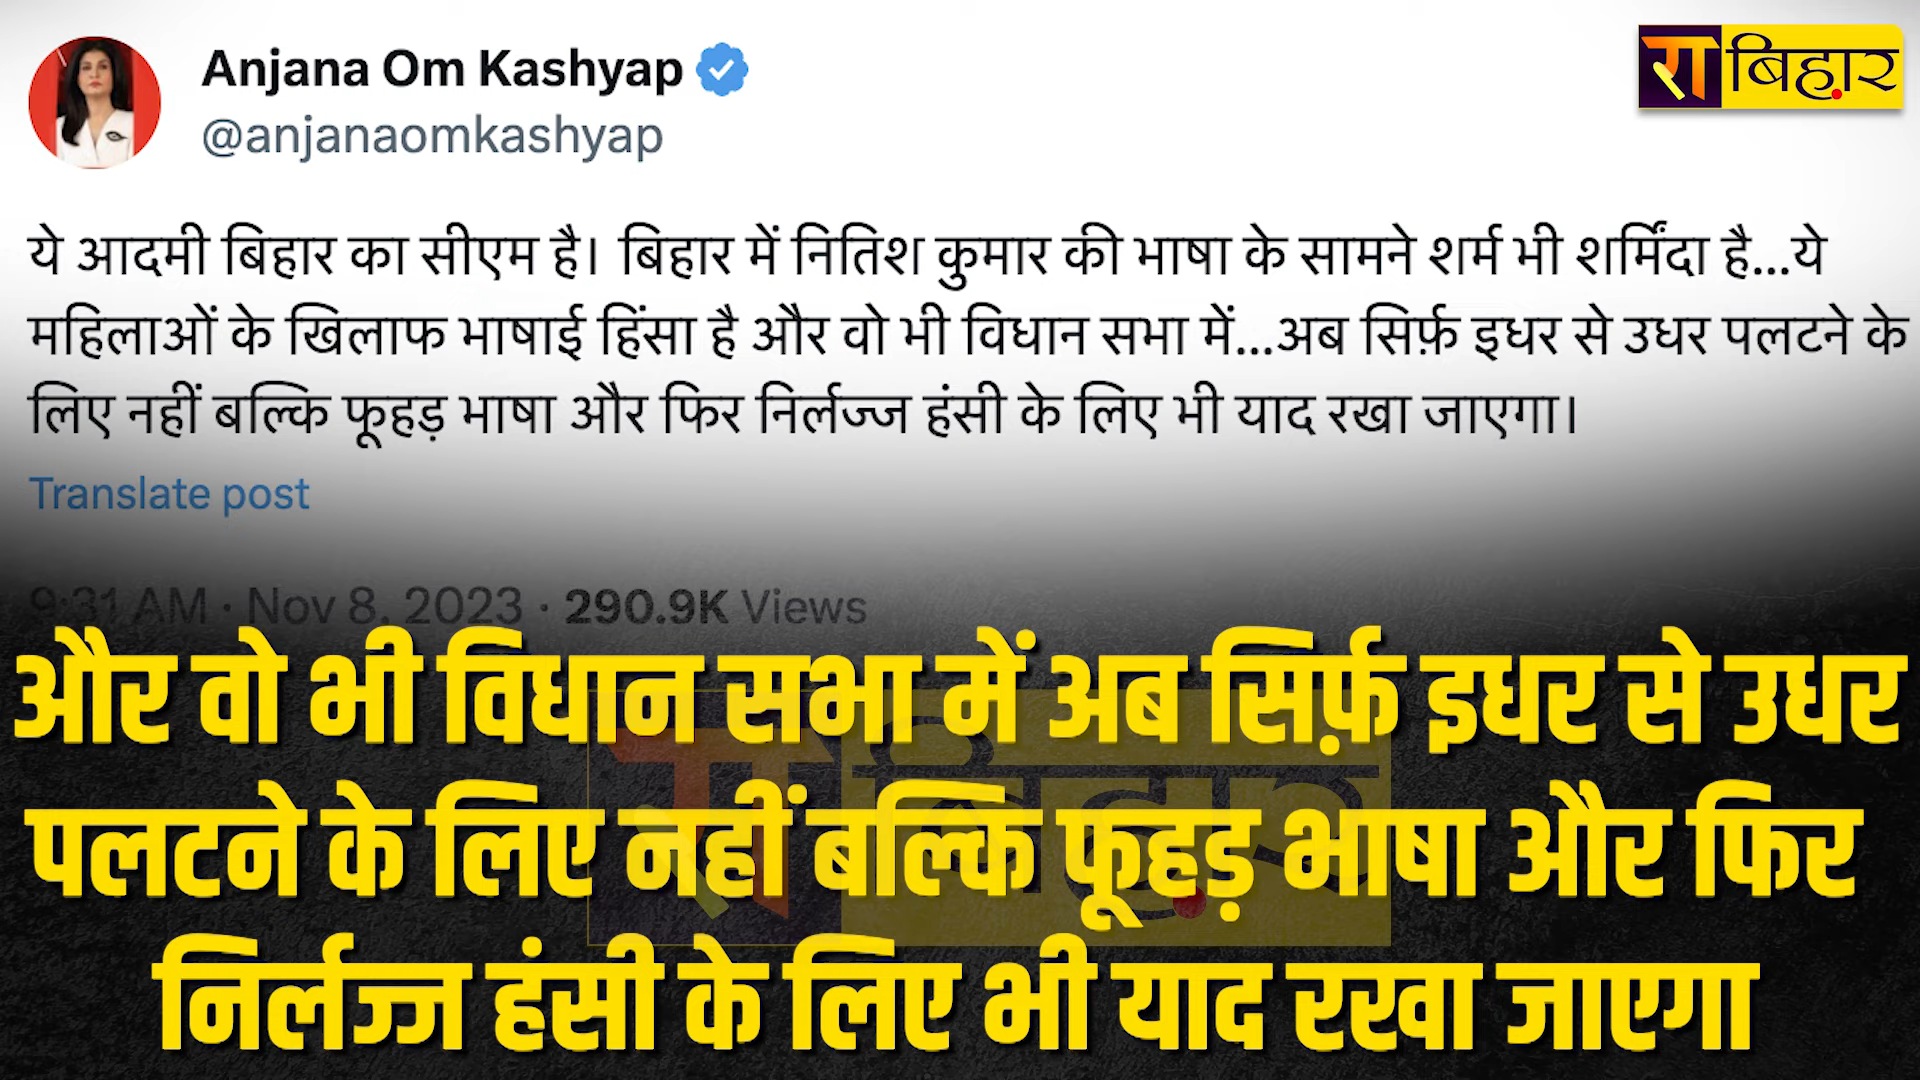 Anjana Om Kashyap
@anjanaomkashyap
रा बिहार
ये आदमी बिहार का सीएम है। बिहार में नितिश कुमार की भाषा के सामने शर्म भी शर्मिंदा है...ये
महिलाओं के खिलाफ भाषाई हिंसा है और वो भी विधान सभा में...अब सिर्फ़ इधर से उधर पलटने के
लिए नहीं बल्कि फूहड़ भाषा और फिर निर्लज्ज हंसी के लिए भी याद रखा जाएगा।
Translate post
9:31 AM · Nov 8, 2023 · 290.9K Views
और वो भी विधान सभा में अब सिर्फ़ इधर से उधर
पलटने के लिए नहीं बल्कि फूहड़ भाषा और फिर
निर्लज्ज हंसी के लिए भी याद रखा जाएगा
रा बिहार